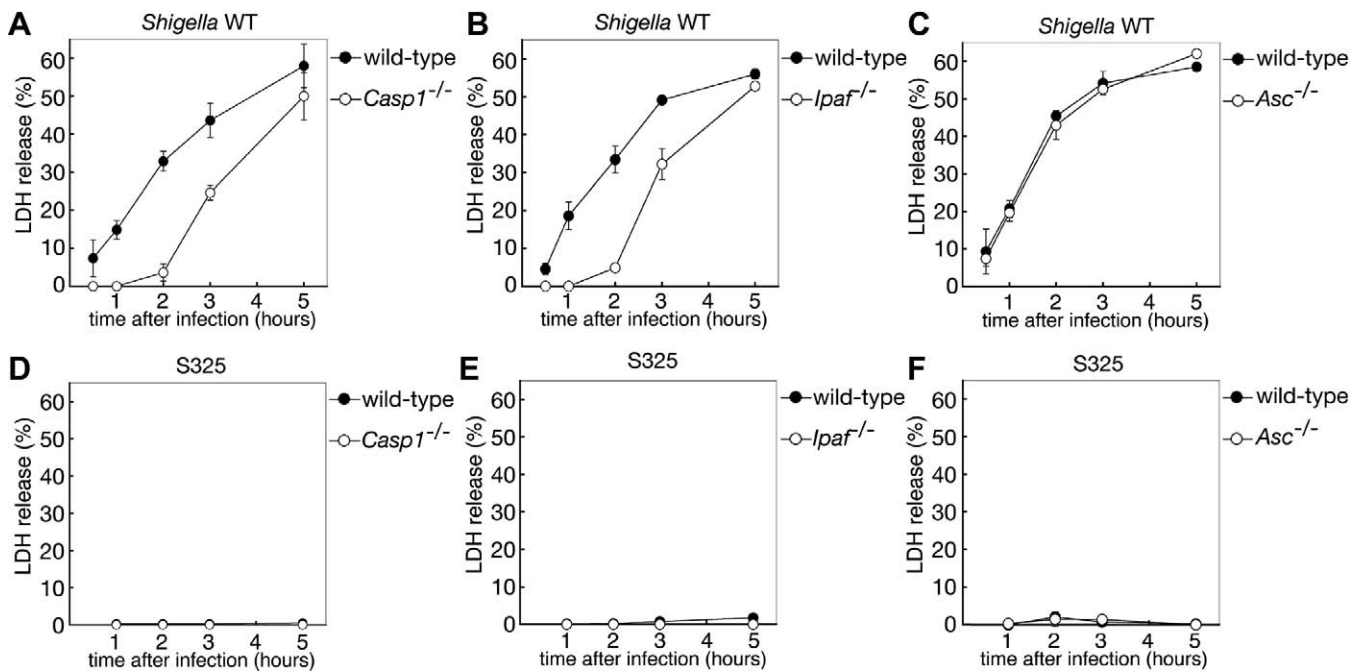 A
Shigella WT
LDH release (%)
60
50
40
30
20
10
0
1 2 3 4 5
time after infection (hours)
wild-type
Casp1-/-
B
Shigella WT
LDH release (%)
60
50
40
30
20
10
0
1 2 3 4 5
time after infection (hours)
wild-type
Ipaf-/-
C
Shigella WT
LDH release (%)
60
50
40
30
20
10
0
1 2 3 4 5
time after infection (hours)
wild-type
Asc-/-
D
S325
LDH release (%)
60
50
40
30
20
10
0
1 2 3 4 5
time after infection (hours)
wild-type
Casp1-/-
E
S325
LDH release (%)
60
50
40
30
20
10
0
1 2 3 4 5
time after infection (hours)
wild-type
Ipaf-/-
F
S325
LDH release (%)
60
50
40
30
20
10
0
1 2 3 4 5
time after infection (hours)
wild-type
Asc-/-